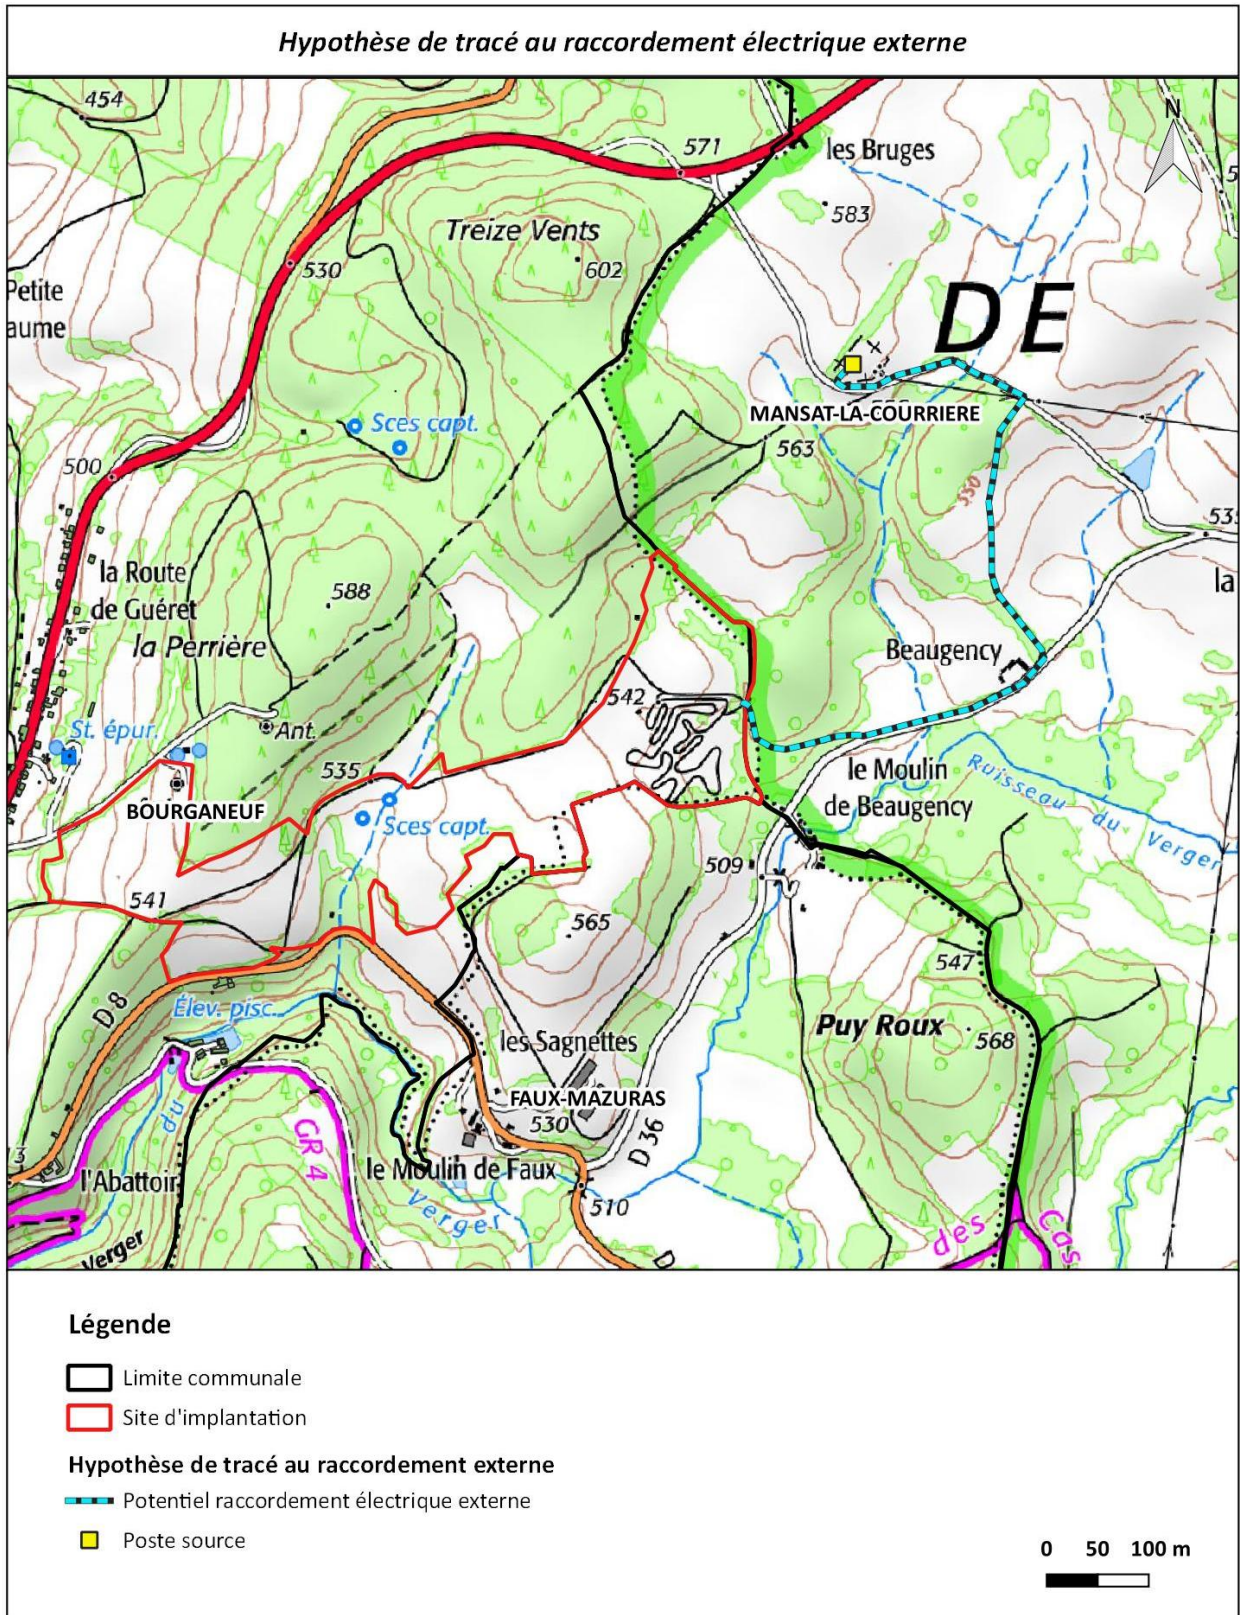 Hypothèse de tracé au raccordement électrique externe
454
571
les Bruges
N
583
Treize Vents
602
530
Petite
aume
DE
Sces capt.
MANSAT-LA-COURRIERE
563
500
550
535
la Route
de Guéret
588
la
la Perrière
Beaugency
542
Ant.
St. épur.
535
le Moulin
de Beaugency
Ruisseau du Verger
BOURGANEUF
Sces capt.
509
541
565
547
D 8
Élev. pisc.
Puy Roux
568
les Sagnettes
du
FAUX-MAZURAS
530
GR 4
D 36
3
l'Abattoir
le Moulin de Faux
Verger
510
des
Cas
Verger
D
Légende
Limite communale
Site d'implantation
Hypothèse de tracé au raccordement externe
Potentiel raccordement électrique externe
Poste source
0 50 100 m